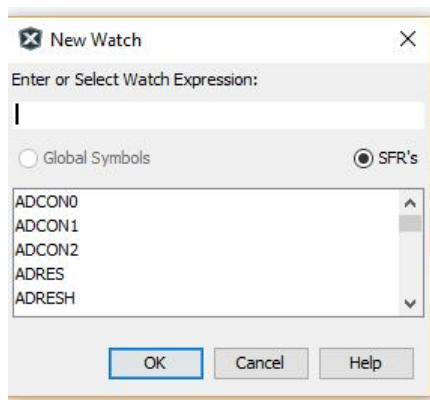 New Watch
Enter or Select Watch Expression:
Global Symbols SFR's
ADCON0
ADCON1
ADCON2
ADRES
ADRESH
OK Cancel Help